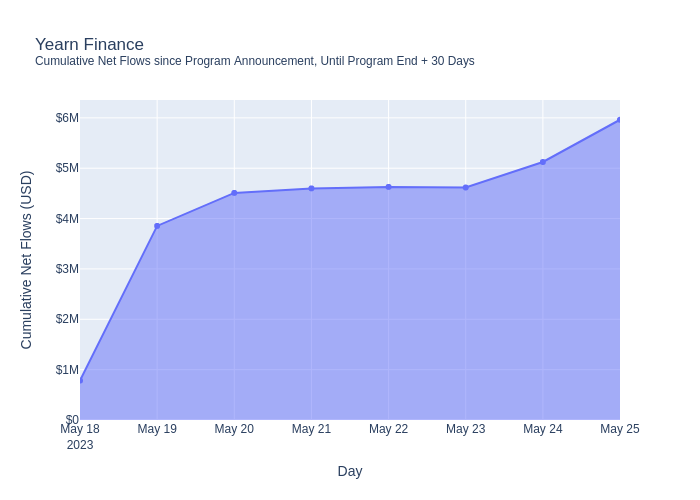 Yearn Finance
Cumulative Net Flows since Program Announcement, Until Program End + 30 Days
Cumulative Net Flows (USD)
$6M
$5M
$4M
$3M
$2M
$1M
$0
May 18 May 19 May 20 May 21 May 22 May 23 May 24 May 25
2023
Day